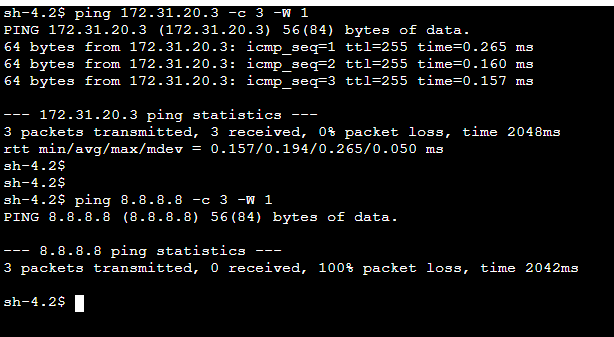 sh-4.2$ ping 172.31.20.3 -c 3 -W 1
PING 172.31.20.3 (172.31.20.3) 56(84) bytes of data.
64 bytes from 172.31.20.3: icmp_seq=1 ttl=255 time=0.265 ms
64 bytes from 172.31.20.3: icmp_seq=2 ttl=255 time=0.160 ms
64 bytes from 172.31.20.3: icmp_seq=3 ttl=255 time=0.157 ms
--- 172.31.20.3 ping statistics ---
3 packets transmitted, 3 received, 0% packet loss, time 2048ms
rtt min/avg/max/mdev = 0.157/0.194/0.265/0.050 ms
sh-4.2$
sh-4.2$
sh-4.2$ ping 8.8.8.8 -c 3 -W 1
PING 8.8.8.8 (8.8.8.8) 56(84) bytes of data.
--- 8.8.8.8 ping statistics ---
3 packets transmitted, 0 received, 100% packet loss, time 2042ms
sh-4.2$